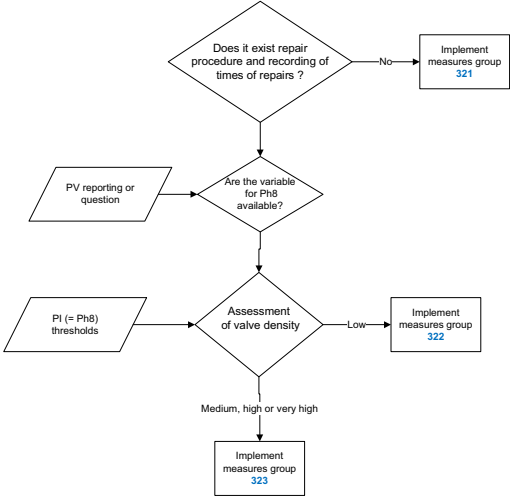 Does it exist repair
procedure and recording of
times of repairs ?
No
Implement
measures group
321
Are the variable
for Ph8
available?
PV reporting or
question
Assessment
of valve density
PI (= Ph8)
thresholds
Low
Implement
measures group
322
Medium, high or very high
Implement
measures group
323